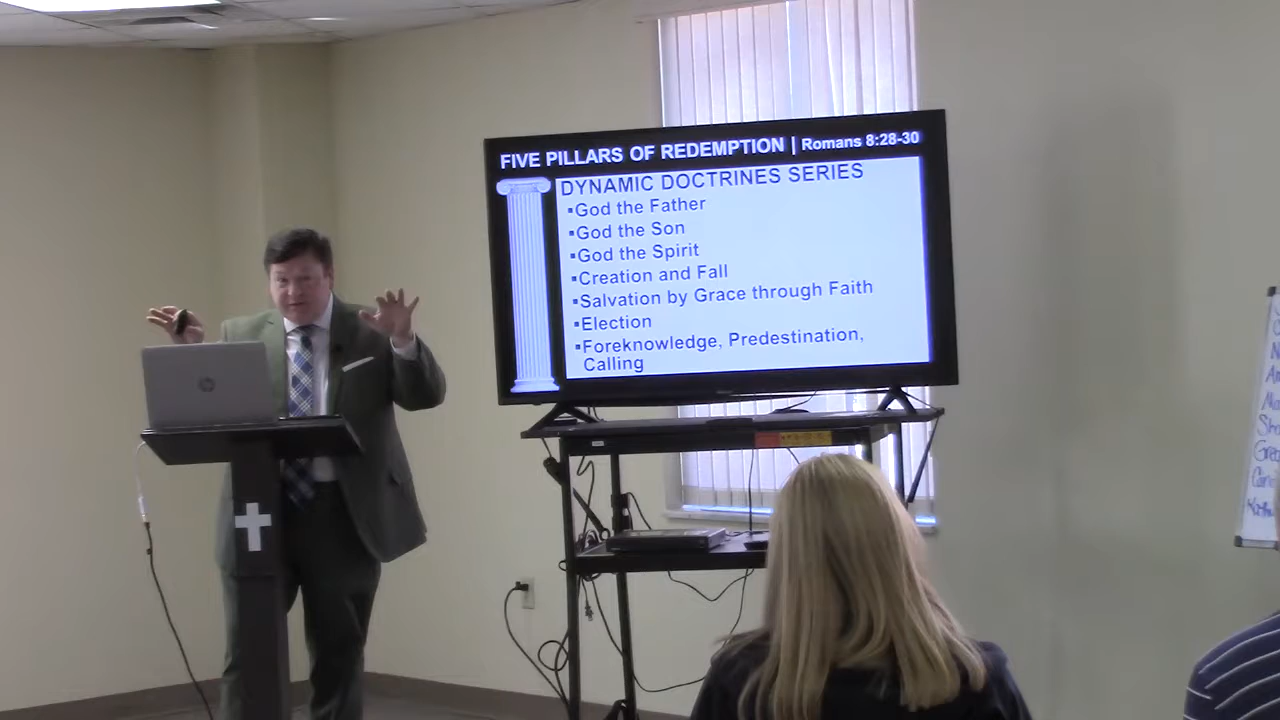 FIVE PILLARS OF REDEMPTION | Romans 8:28-30
DYNAMIC DOCTRINES SERIES
▪God the Father
▪God the Son
▪God the Spirit
▪Creation and Fall
▪Salvation by Grace through Faith
▪Election
▪Foreknowledge, Predestination,
Calling
hp